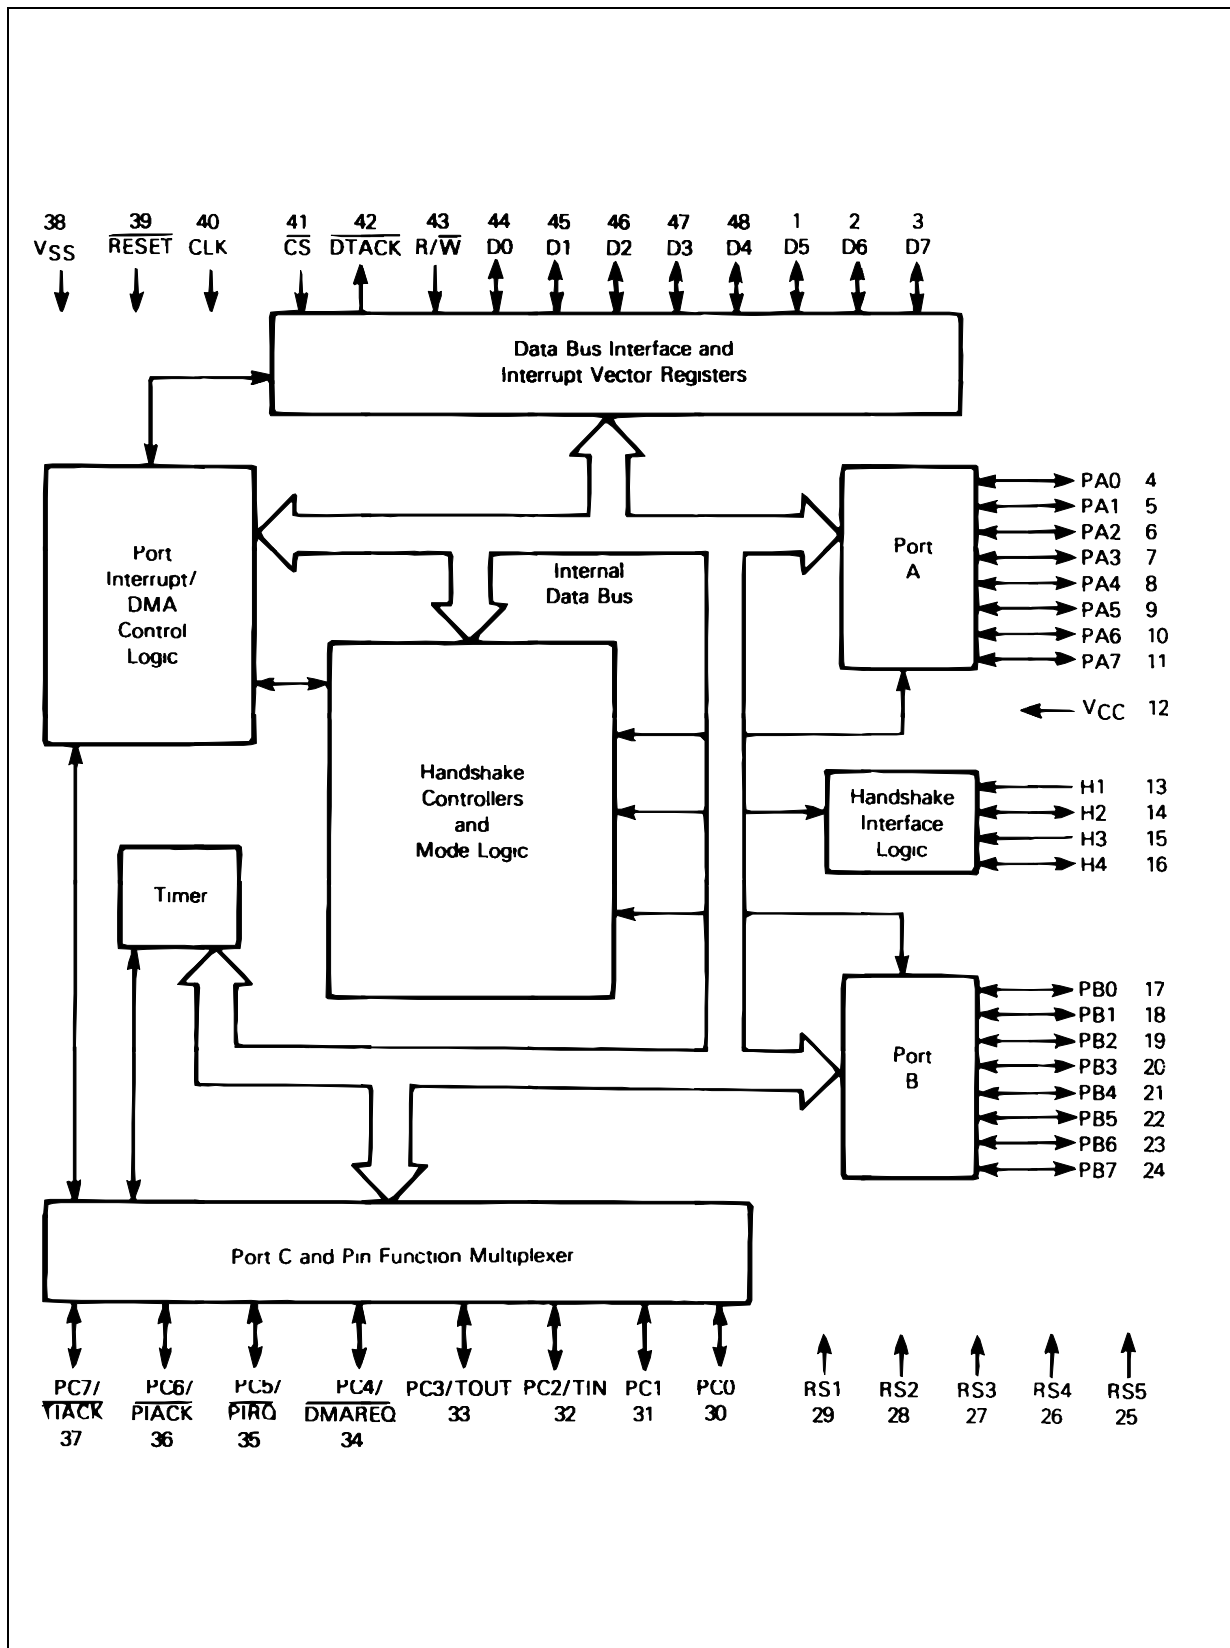 38 39 40 41 42 43 44 45 46 47 48 1 2 3
VSS RESET CLK CS DTACK R/W D0 D1 D2 D3 D4 D5 D6 D7
Data Bus Interface and
Interrupt Vector Registers
Port
Interrupt/
DMA
Control
Logic
Internal
Data Bus
Port
A
PA0 4
PA1 5
PA2 6
PA3 7
PA4 8
PA5 9
PA6 10
PA7 11
VCC 12
Handshake
Controllers
and
Mode Logic
Handshake
Interface
Logic
H1 13
H2 14
H3 15
H4 16
Timer
Port
B
PB0 17
PB1 18
PB2 19
PB3 20
PB4 21
PB5 22
PB6 23
PB7 24
Port C and Pin Function Multiplexer
PC7/ PC6/ PC5/ PC4/ PC3/TOUT PC2/TIN PC1 PC0 RS1 RS2 RS3 RS4 RS5
TIACK PIACK PIRQ DMAREQ 33 32 31 30 29 28 27 26 25
37 36 35 34